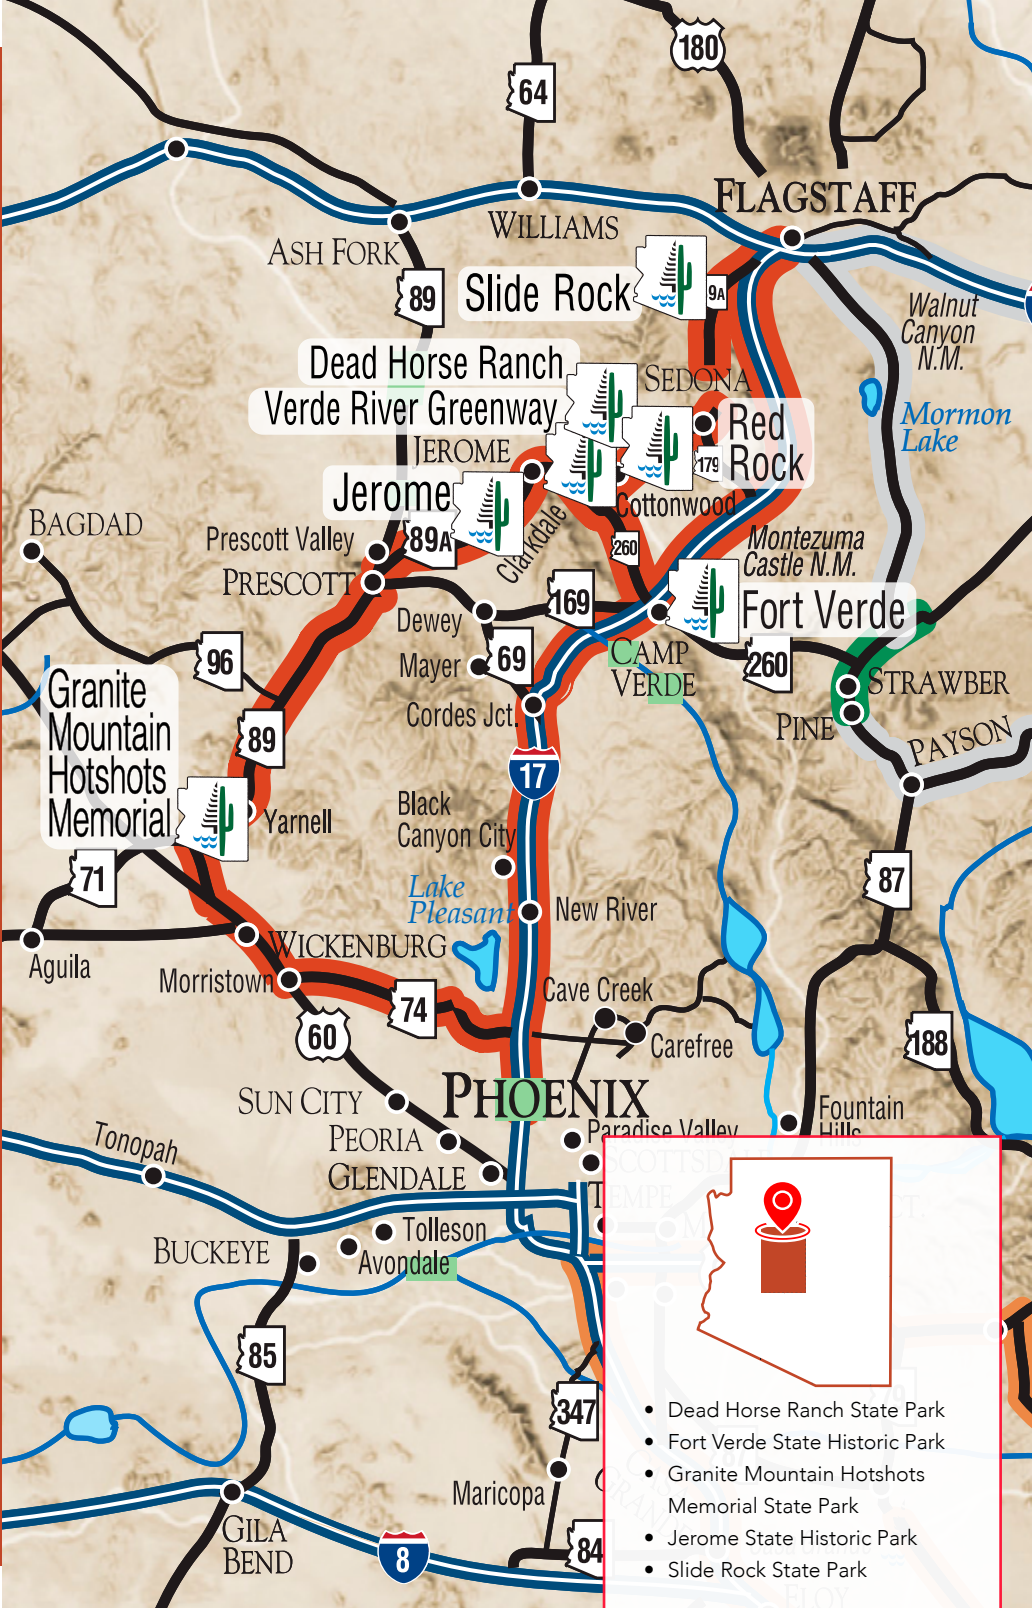 180
64
FLAGSTAFF
WILLIAMS
ASH FORK
89
Slide Rock
9A
Walnut
Canyon
N.M.
Dead Horse Ranch
SEDONA
Verde River Greenway
Mormon
Lake
Red
Rock
JEROME
179
Jerome
Cottonwood
BAGDAD
Prescott Valley
89A
Clarkdale
260
Montezuma
Castle N.M.
PRESCOTT
169
Dewey
Fort Verde
96
Mayer
69
CAMP
VERDE
260
STRAWBER
Granite
Mountain
Hotshots
Memorial
Cordes Jct.
PINE
PAYSON
89
17
Yarnell
Black
Canyon City
71
Lake
Pleasant
87
New River
WICKENBURG
Aguila
Morristown
Cave Creek
74
60
Carefree
188
SUN CITY
PHOENIX
Fountain
Hills
PEORIA
Paradise Valley
Tonopah
GLENDALE
SCOTTSDALE
TEMPE
Tolleson
BUCKEYE
Avondale
85
347
Maricopa
84
GILA
BEND
8
• Dead Horse Ranch State Park
• Fort Verde State Historic Park
• Granite Mountain Hotshots
Memorial State Park
• Jerome State Historic Park
• Slide Rock State Park
ELOY